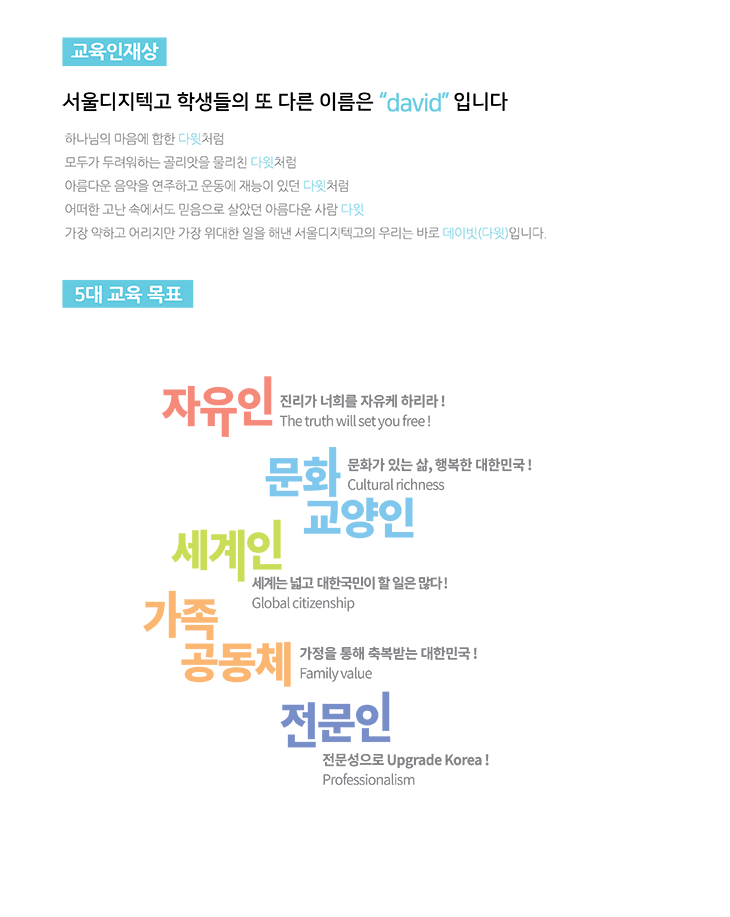 교육인재상
서울디지텍고 학생들의 또 다른 이름은 “david” 입니다
하나님의 마음에 합한 다윗처럼
모두가 두려워하는 골리앗을 물리친 다윗처럼
아름다운 음악을 연주하고 운동에 재능이 있던 다윗처럼
어떠한 고난 속에서도 믿음으로 살았던 아름다운 사람 다윗
가장 약하고 어리지만 가장 위대한 일을 해낸 서울디지텍고의 우리는 바로 데이빗(다윗)입니다.
5대 교육 목표
자유인
진리가 너희를 자유케 하리라 !
The truth will set you free !
문화
교양인
문화가 있는 삶, 행복한 대한민국 !
Cultural richness
세계인
세계는 넓고 대한국민이 할 일은 많다 !
Global citizenship
가족
공동체
가정을 통해 축복받는 대한민국 !
Family value
전문인
전문성으로 Upgrade Korea !
Professionalism